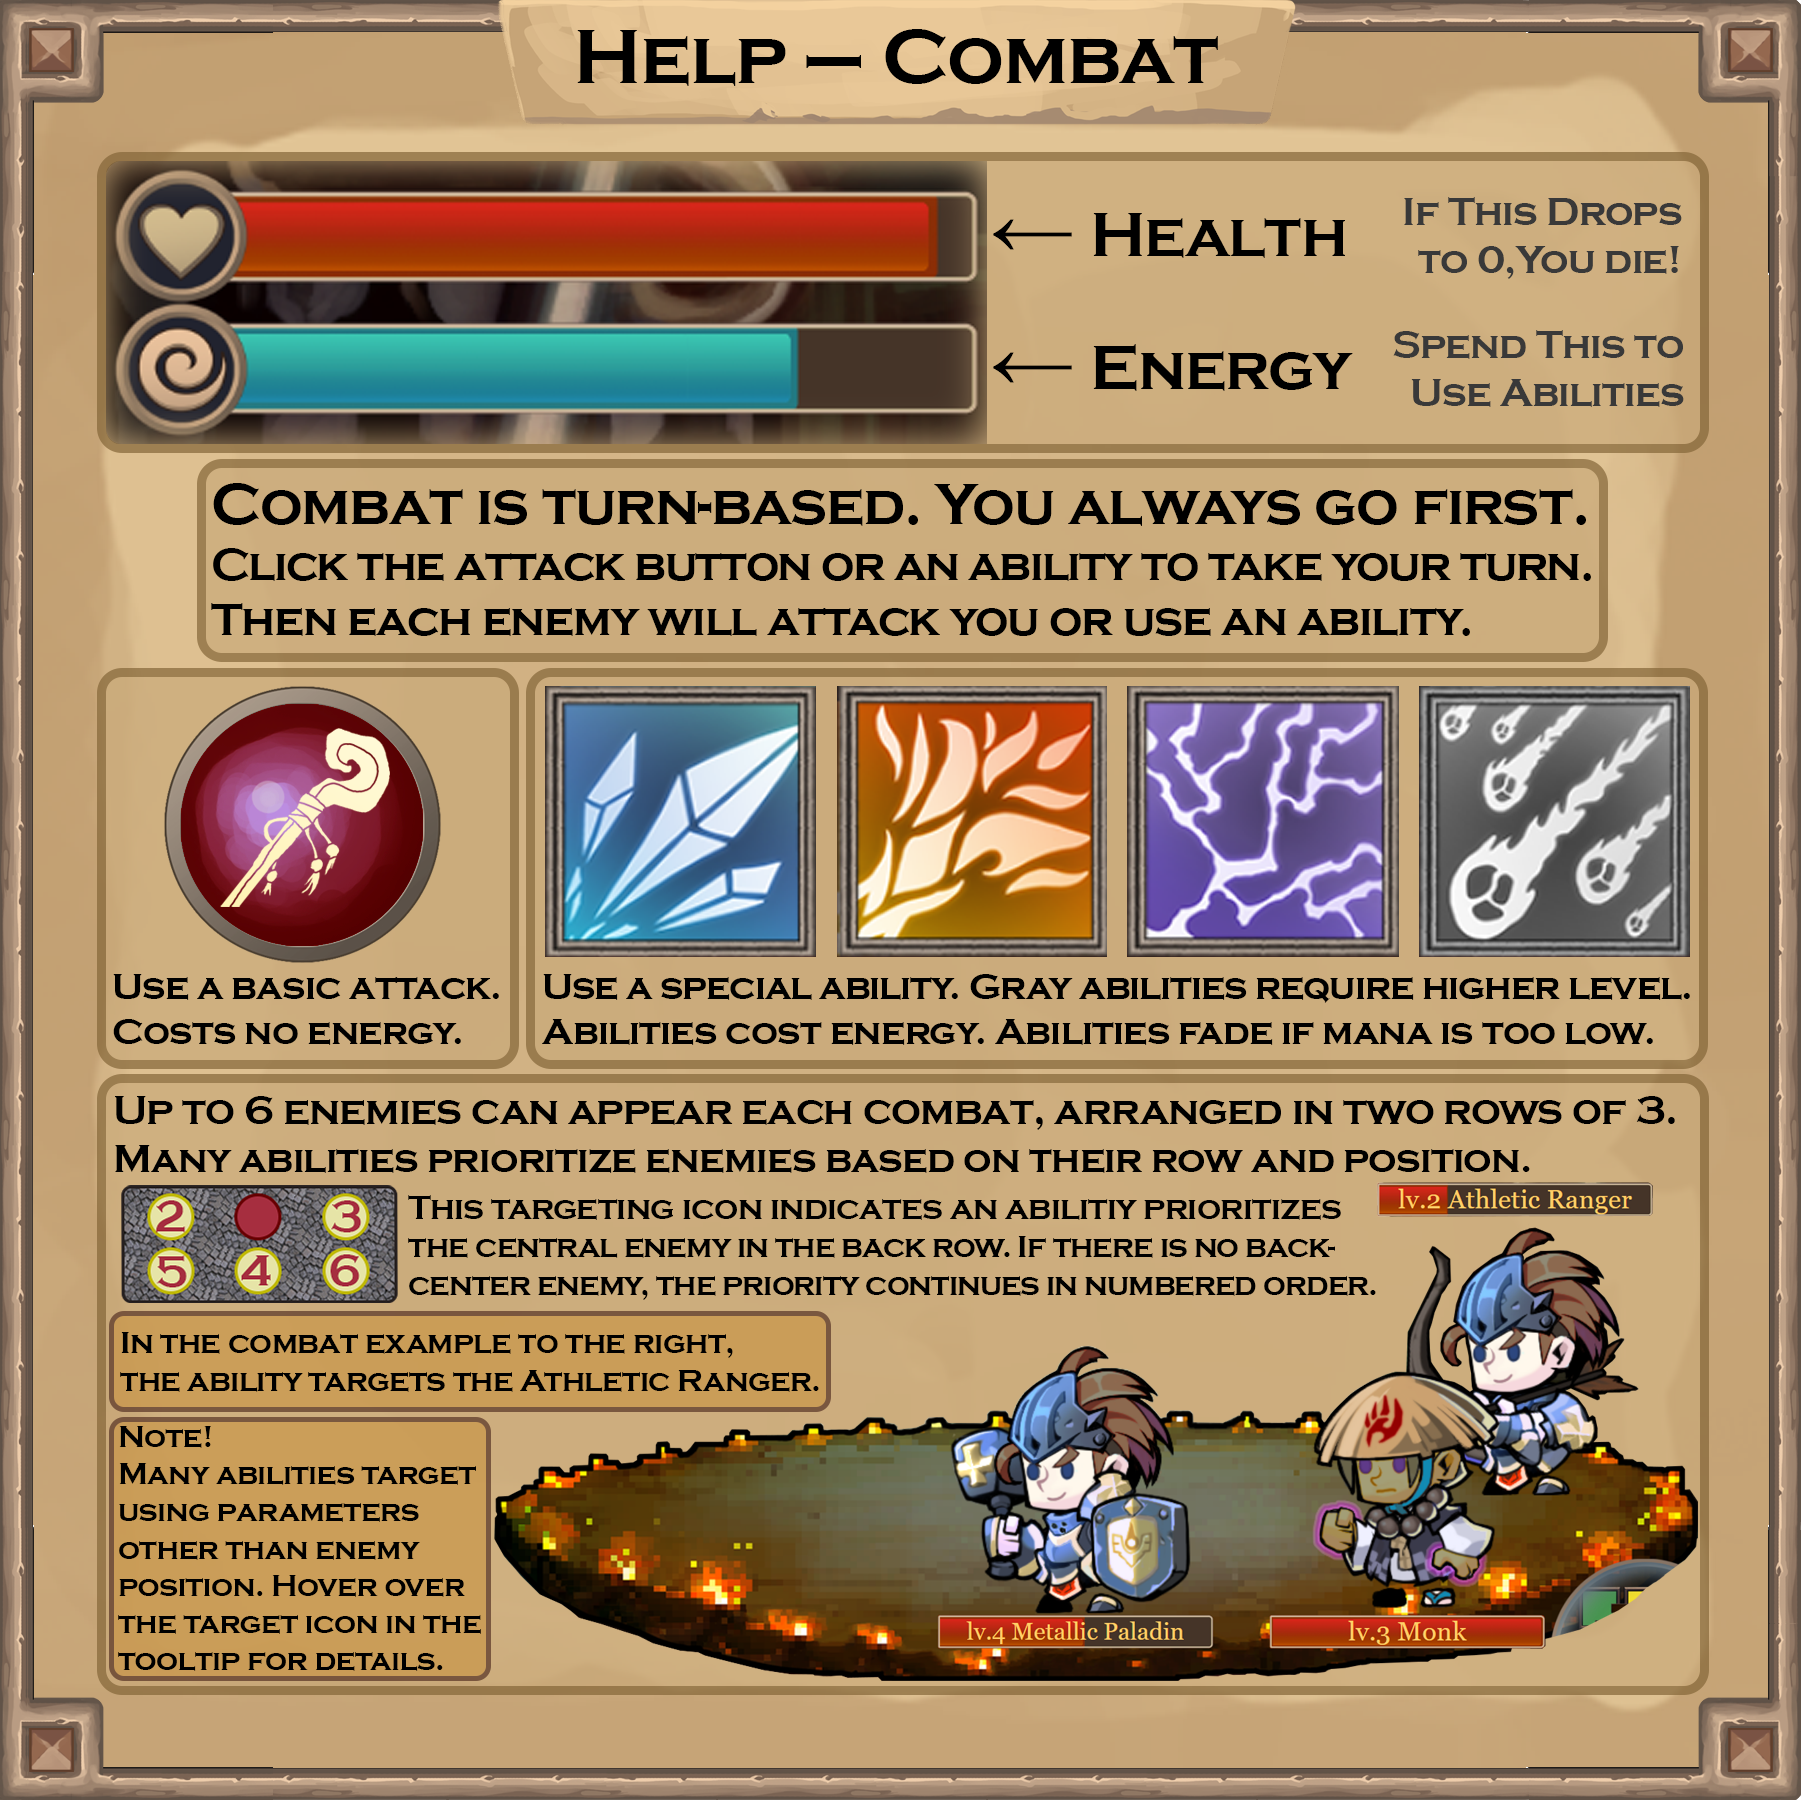 Help – Combat
Health
If This Drops
to 0, You die!
Energy
Spend This to
Use Abilities
Combat is turn-based. You always go first.
Click the attack button or an ability to take your turn.
Then each enemy will attack you or use an ability.
Use a basic attack.
Costs no energy.
Use a special ability. Gray abilities require higher level.
Abilities cost energy. Abilities fade if mana is too low.
Up to 6 enemies can appear each combat, arranged in two rows of 3.
Many abilities prioritize enemies based on their row and position.
2 3
5 4 6
This targeting icon indicates an abilitiy prioritizes
the central enemy in the back row. If there is no back-
center enemy, the priority continues in numbered order.
lv.2 Athletic Ranger
In the combat example to the right,
the ability targets the Athletic Ranger.
Note!
Many abilities target
using parameters
other than enemy
position. Hover over
the target icon in the
tooltip for details.
lv.4 Metallic Paladin
lv.3 Monk